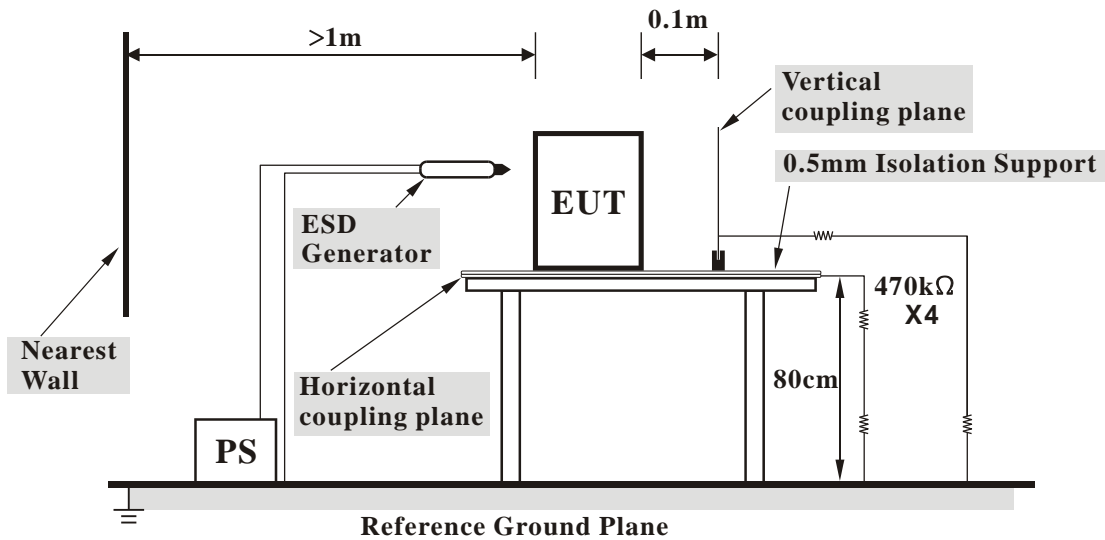 >1m
0.1m
Vertical
coupling plane
0.5mm Isolation Support
EUT
ESD
Generator
470kΩ
X4
Nearest
Wall
Horizontal
coupling plane
80cm
PS
Reference Ground Plane